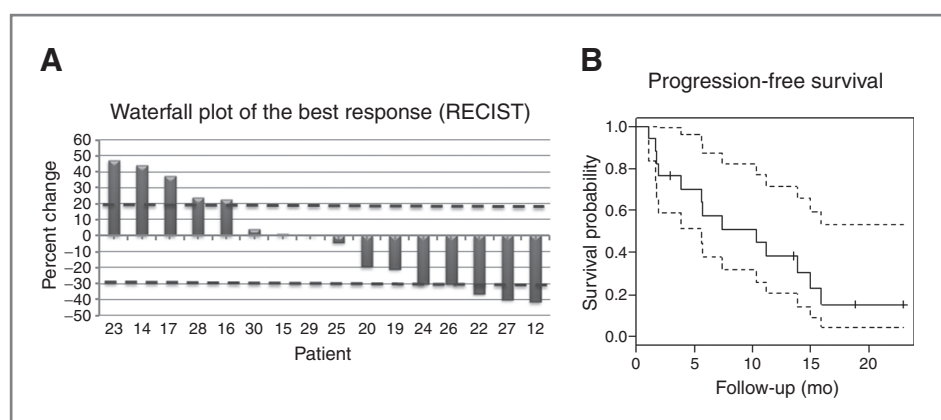 A
Waterfall plot of the best response (RECIST)
Percent change
60
50
40
30
20
10
0
–10
–20
–30
–40
–50
23 14 17 28 16 30 15 29 25 20 19 24 26 22 27 12
Patient
B
Progression-free survival
Survival probability
1.0
0.8
0.6
0.4
0.2
0.0
0 5 10 15 20
Follow-up (mo)